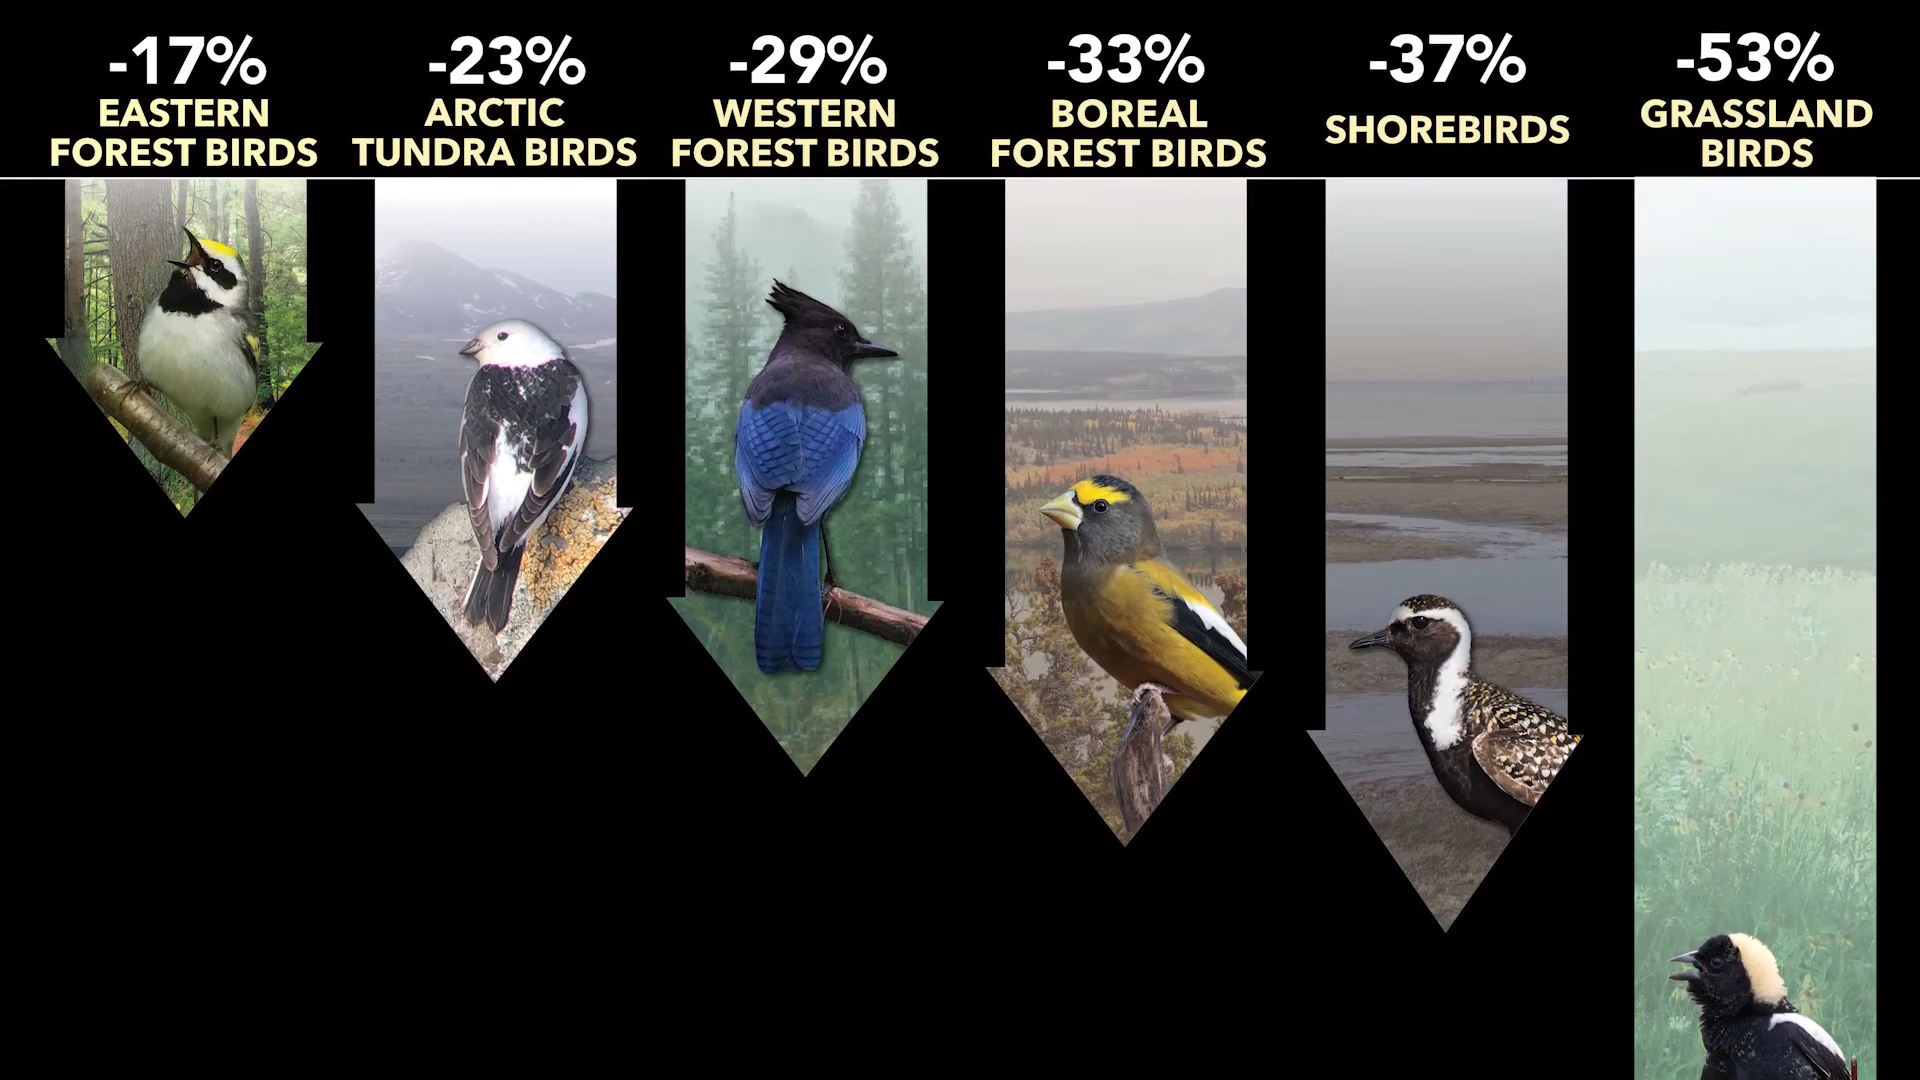 -17%
EASTERN
FOREST BIRDS
-23%
ARCTIC
TUNDRA BIRDS
-29%
WESTERN
FOREST BIRDS
-33%
BOREAL
FOREST BIRDS
-37%
SHOREBIRDS
-53%
GRASSLAND
BIRDS